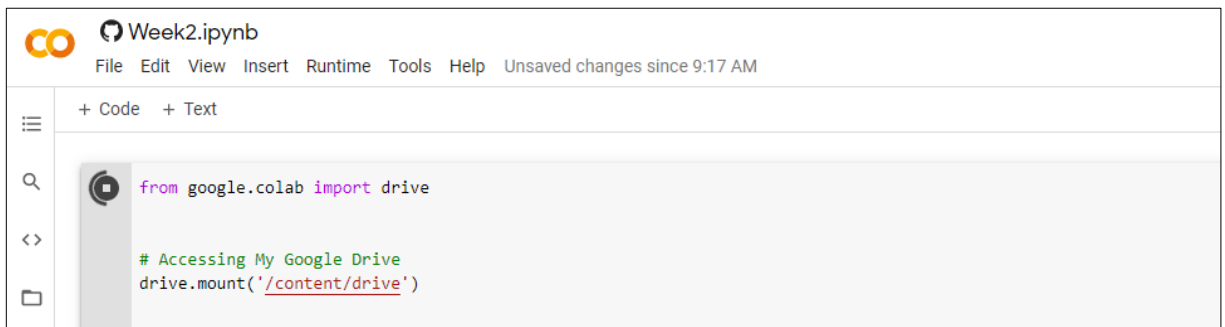 Week2.ipynb
File Edit View Insert Runtime Tools Help Unsaved changes since 9:17 AM
+ Code + Text
from google.colab import drive
# Accessing My Google Drive
drive.mount('/content/drive')